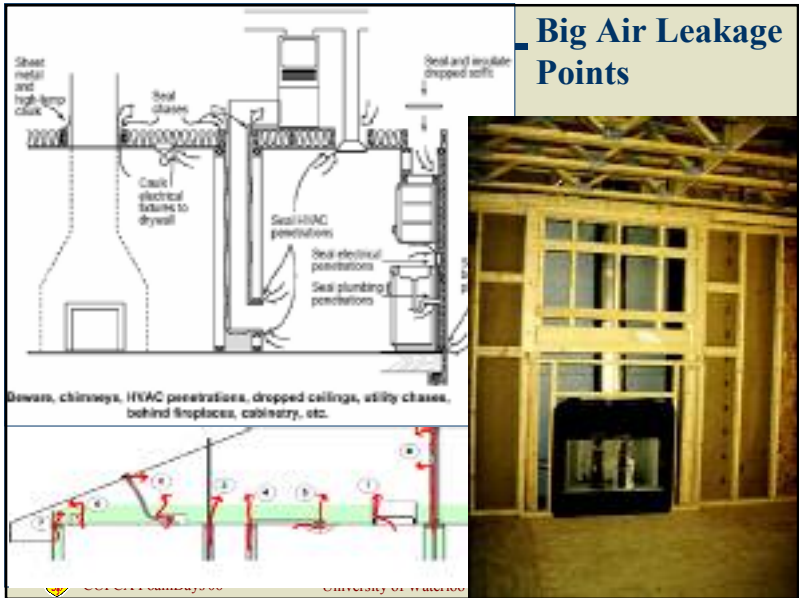 Big Air Leakage
Points
Sheet
metal
and
high-temp
caulk
Seal
chases
Seal and insulate
dropped soffit
Caulk
electrical
fixtures to
drywall
Seal HVAC
penetrations
Seal electrical
penetrations
Seal plumbing
penetrations
Beware, chimneys, HVAC penetrations, dropped ceilings, utility chases,
behind fireplaces, cabinetry, etc.
University of Waterloo